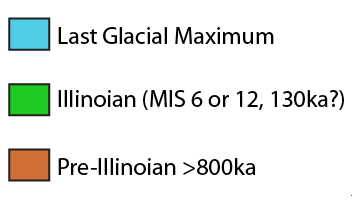 Last Glacial Maximum
Illinoian (MIS 6 or 12, 130ka?)
Pre-Illinoian >800ka